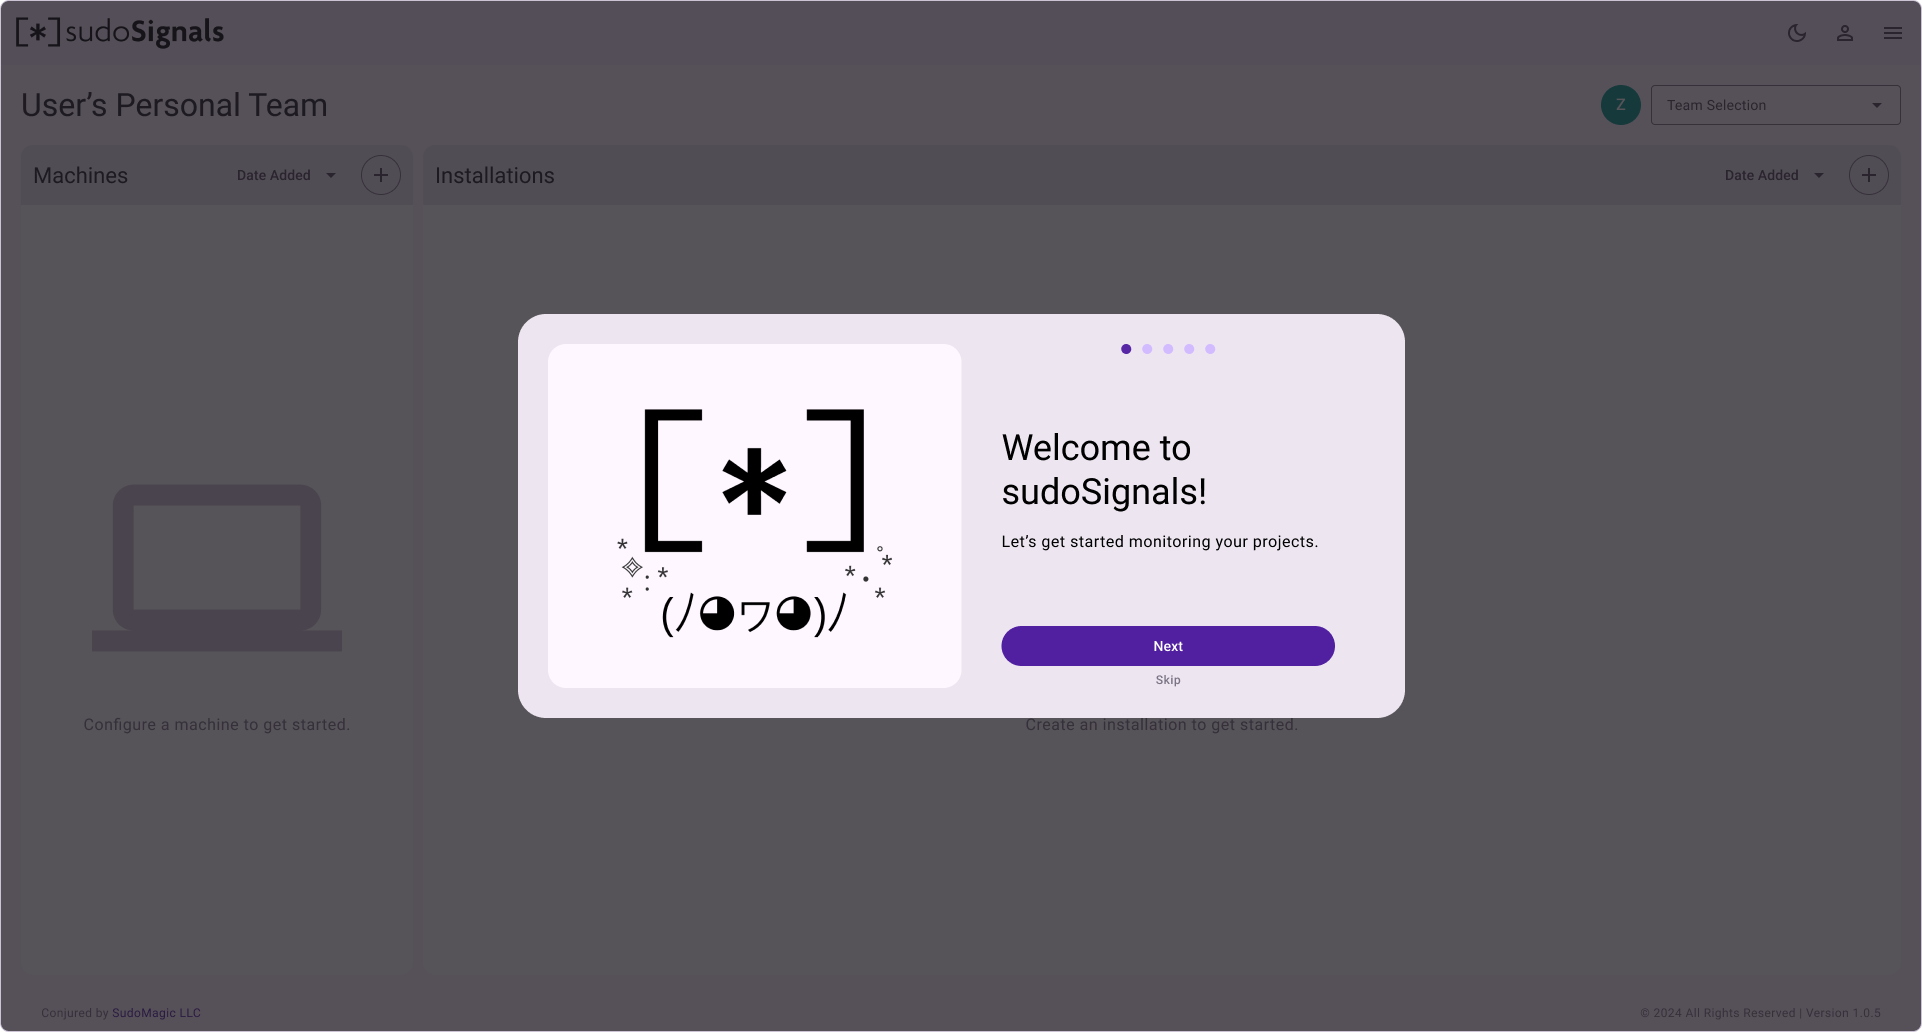 [*] sudoSignals
User’s Personal Team
Z
Team Selection
Machines
Date Added
Installations
Date Added
[*]
(ﾉ◕ヮ◕)ﾉ
Welcome to
sudoSignals!
Let’s get started monitoring your projects.
Next
Skip
Configure a machine to get started.
Create an installation to get started.
Conjured by SudoMagic LLC
© 2024 All Rights Reserved | Version 1.0.5